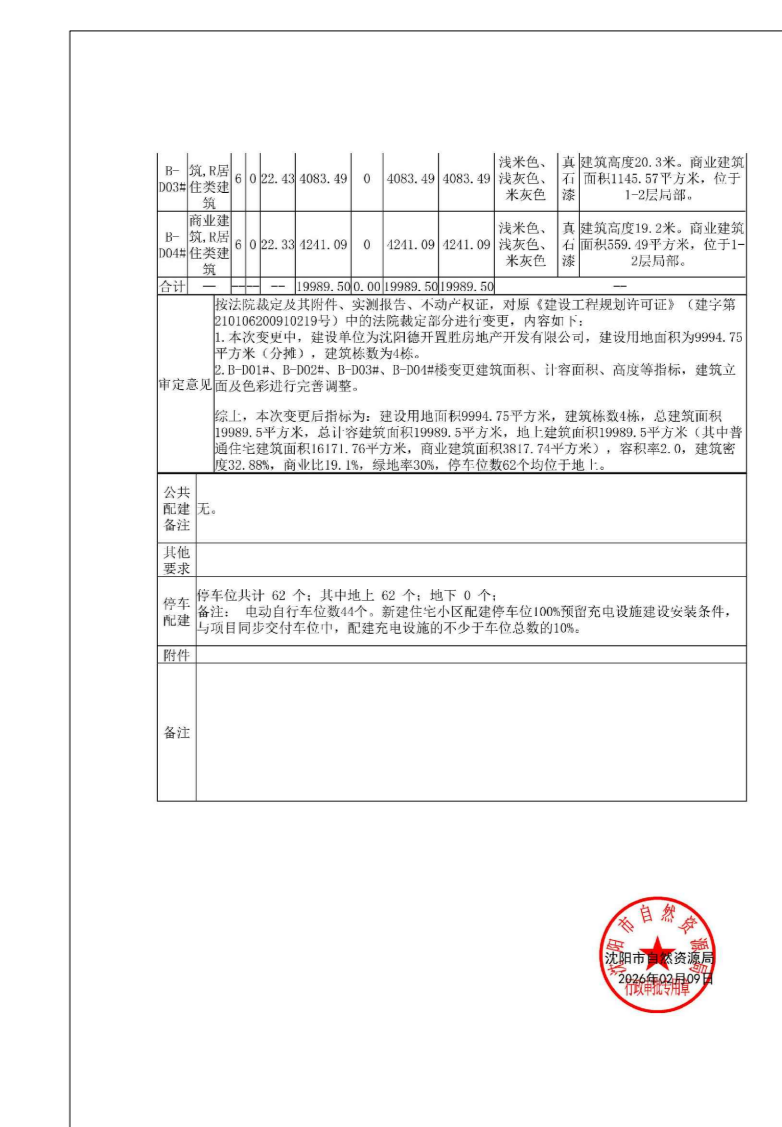 B-D03# 筑,R居住类建筑 6 0 22.43 4083.49 0 4083.49 4083.49 浅米色、浅灰色、米灰色 真石漆 建筑高度20.3米。商业建筑面积1145.57平方米，位于1-2层局部。
B-D04# 商业建筑,R居住类建筑 6 0 22.33 4241.09 0 4241.09 4241.09 浅米色、浅灰色、米灰色 真石漆 建筑高度19.2米。商业建筑面积559.49平方米，位于1-2层局部。
合计 — — — — 19989.50 0.00 19989.50 19989.50 —
审定意见
按法院裁定及其附件、实测报告、不动产权证，对原《建设工程规划许可证》（建字第
210106200910219号）中的法院裁定部分进行变更，内容如下：
1.本次变更中，建设单位为沈阳德开置胜房地产开发有限公司，建设用地面积为9994.75
平方米（分摊），建筑栋数为4栋。
2.B-D01#、B-D02#、B-D03#、B-D04#楼变更建筑面积、计容面积、高度等指标，建筑立
面及色彩进行完善调整。
综上，本次变更后指标为：建设用地面积9994.75平方米，建筑栋数4栋，总建筑面积
19989.5平方米，总计容建筑面积19989.5平方米，地上建筑面积19989.5平方米（其中普
通住宅建筑面积16171.76平方米，商业建筑面积3817.74平方米），容积率2.0，建筑密
度32.88%，商业比19.1%，绿地率30%，停车位数62个均位于地上。
公共
配建
备注
无。
其他
要求
停车
配建
停车位共计 62 个；其中地上 62 个；地下 0 个；
备注： 电动自行车位数44个。新建住宅小区配建停车位100%预留充电设施建设安装条件，
与项目同步交付车位中，配建充电设施的不少于车位总数的10%。
附件
备注
沈阳市自然资源局
沈阳市自然资源局
2026年02月09日
行政审批专用章